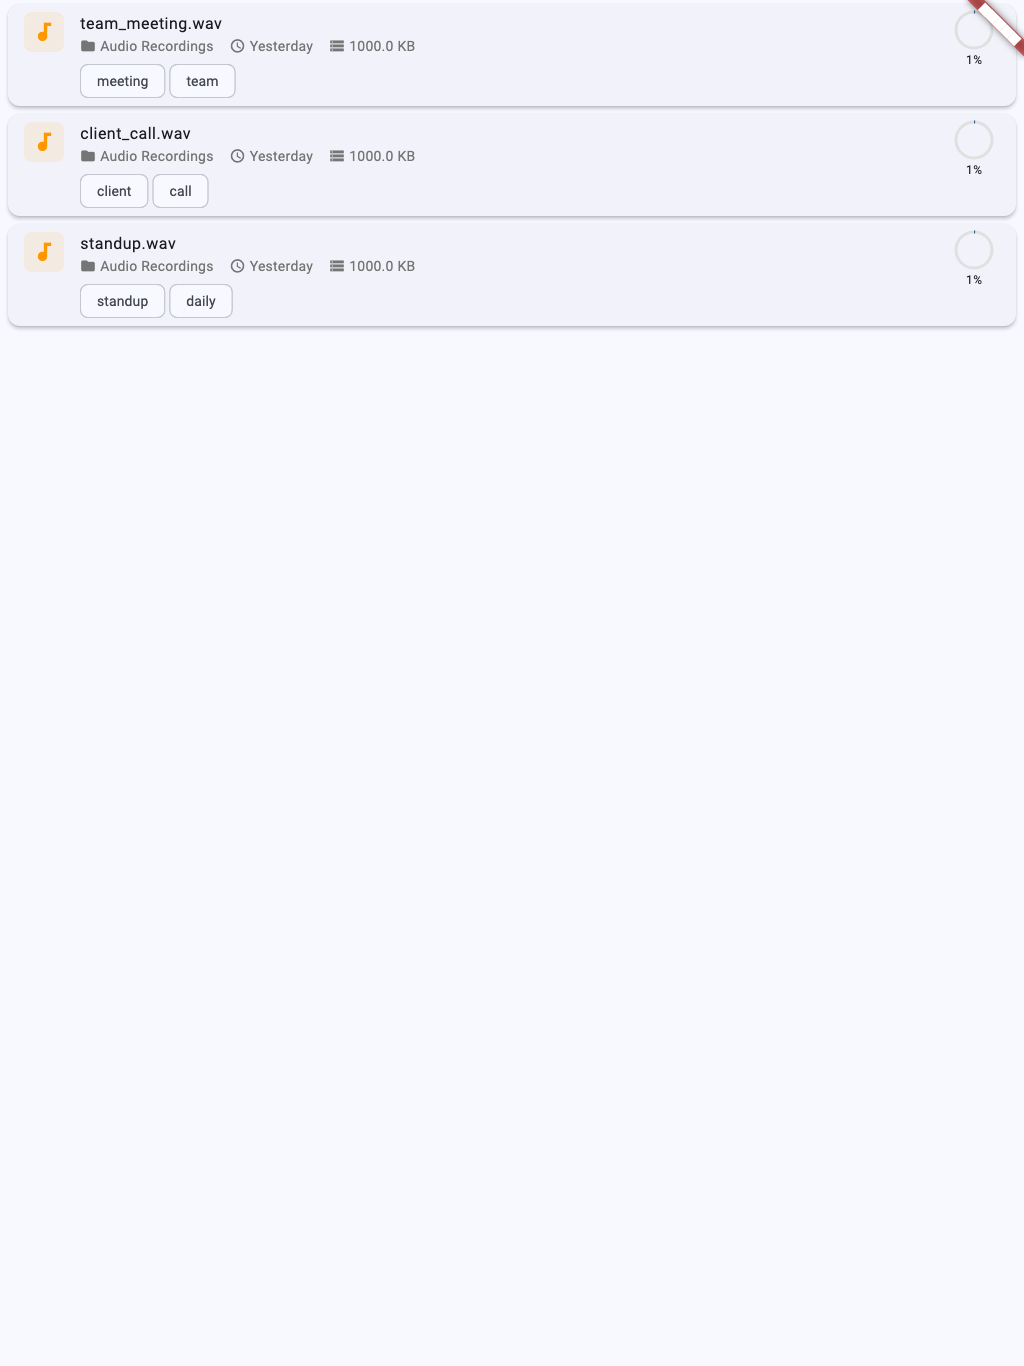 team_meeting.wav
Audio Recordings Yesterday 1000.0 KB
meeting team
1%
client_call.wav
Audio Recordings Yesterday 1000.0 KB
client call
1%
standup.wav
Audio Recordings Yesterday 1000.0 KB
standup daily
1%